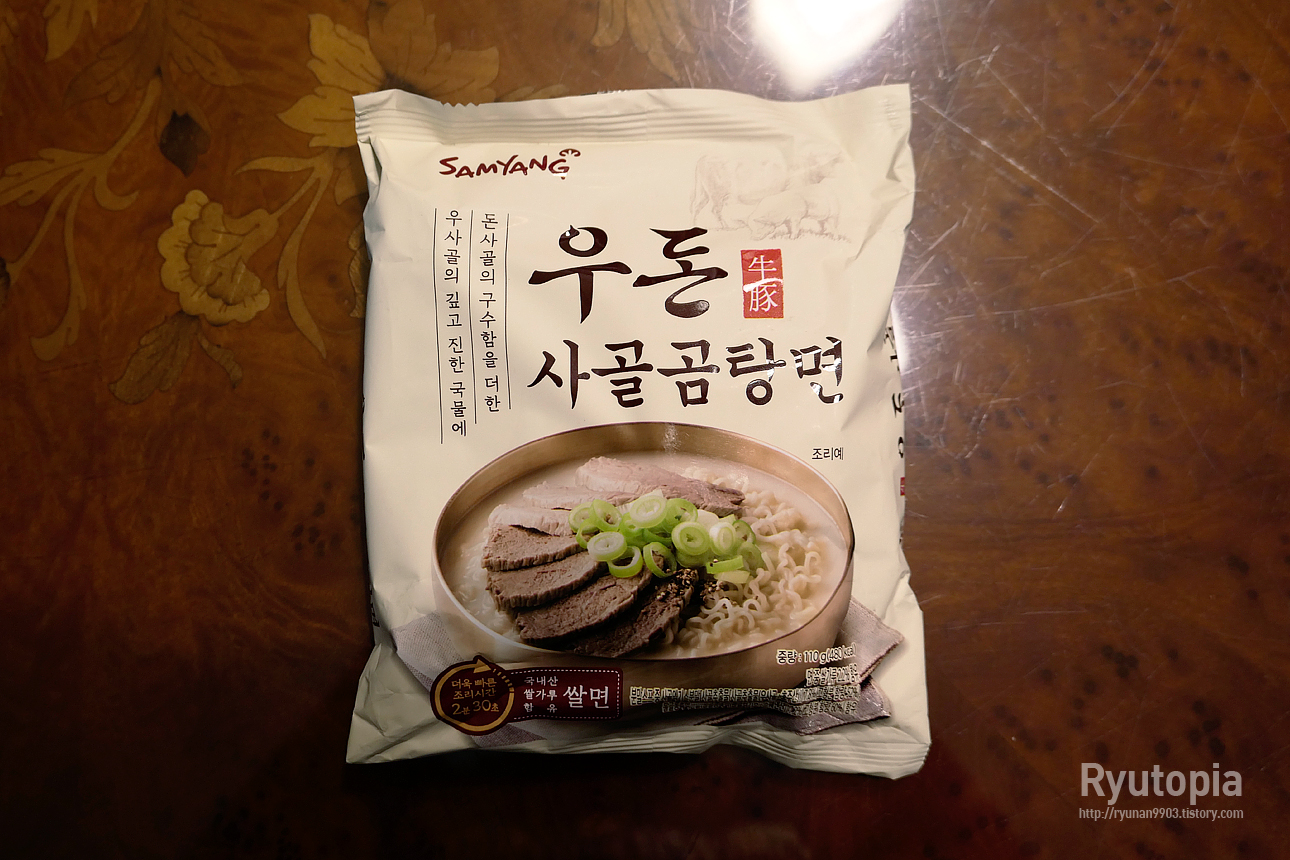 SAMYANG
우사골의 깊고 진한 국물에
돈사골의 구수함을 더한
우돈
牛豚
사골곰탕면
조리예
중량 : 110 g(480 kcal)
더욱 빠른
조리시간
2분 30초
국내산
쌀가루
함유
쌀면
Ryutopia
http://ryunan9903.tistory.com